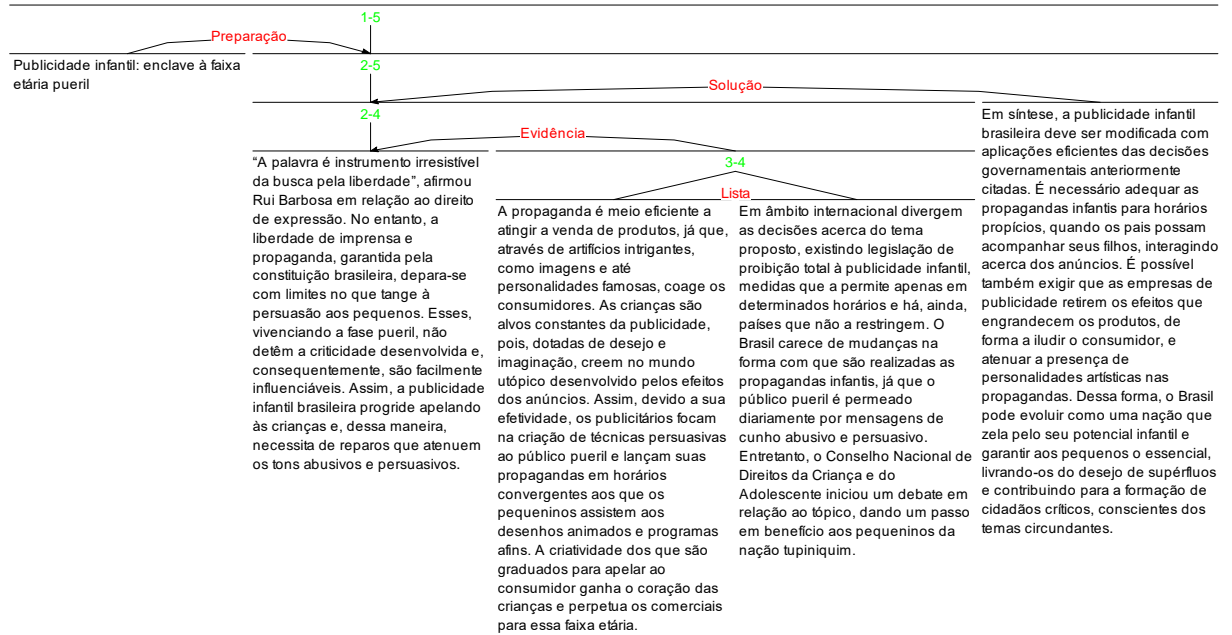 1-5
Preparação
Publicidade infantil: enclave à faixa
etária pueril
2-5
Solução
2-4
Evidência
“A palavra é instrumento irresistível
da busca pela liberdade”, afirmou
Rui Barbosa em relação ao direito
de expressão. No entanto, a
liberdade de imprensa e
propaganda, garantida pela
constituição brasileira, depara-se
com limites no que tange à
persuasão aos pequenos. Esses,
vivenciando a fase pueril, não
detêm a criticidade desenvolvida e,
consequentemente, são facilmente
influenciáveis. Assim, a publicidade
infantil brasileira progride apelando
às crianças e, dessa maneira,
necessita de reparos que atenuem
os tons abusivos e persuasivos.
3-4
Lista
A propaganda é meio eficiente a
atingir a venda de produtos, já que,
através de artifícios intrigantes,
como imagens e até
personalidades famosas, coage os
consumidores. As crianças são
alvos constantes da publicidade,
pois, dotadas de desejo e
imaginação, creem no mundo
utópico desenvolvido pelos efeitos
dos anúncios. Assim, devido a sua
efetividade, os publicitários focam
na criação de técnicas persuasivas
ao público pueril e lançam suas
propagandas em horários
convergentes aos que os
pequeninos assistem aos
desenhos animados e programas
afins. A criatividade dos que são
graduados para apelar ao
consumidor ganha o coração das
crianças e perpetua os comerciais
para essa faixa etária.
Em âmbito internacional divergem
as decisões acerca do tema
proposto, existindo legislação de
proibição total à publicidade infantil,
medidas que a permite apenas em
determinados horários e há, ainda,
países que não a restringem. O
Brasil carece de mudanças na
forma com que são realizadas as
propagandas infantis, já que o
público pueril é permeado
diariamente por mensagens de
cunho abusivo e persuasivo.
Entretanto, o Conselho Nacional de
Direitos da Criança e do
Adolescente iniciou um debate em
relação ao tópico, dando um passo
em benefício aos pequeninos da
nação tupiniquim.
Em síntese, a publicidade infantil
brasileira deve ser modificada com
aplicações eficientes das decisões
governamentais anteriormente
citadas. É necessário adequar as
propagandas infantis para horários
propícios, quando os pais possam
acompanhar seus filhos, interagindo
acerca dos anúncios. É possível
também exigir que as empresas de
publicidade retirem os efeitos que
engrandecem os produtos, de
forma a iludir o consumidor, e
atenuar a presença de
personalidades artísticas nas
propagandas. Dessa forma, o Brasil
pode evoluir como uma nação que
zela pelo seu potencial infantil e
garantir aos pequenos o essencial,
livrando-os do desejo de supérfluos
e contribuindo para a formação de
cidadãos críticos, conscientes dos
temas circundantes.